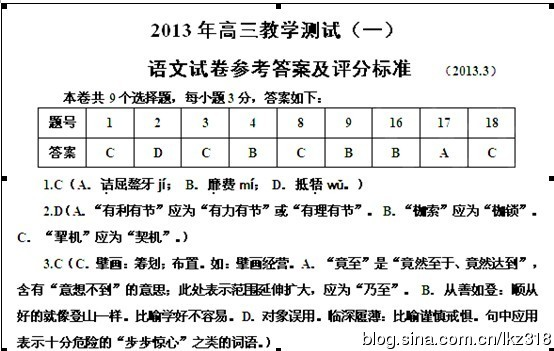 2013年高三教学测试（一）
语文试卷参考答案及评分标准 （2013.3）
本卷共9个选择题，每小题3分，答案如下：
题号 1 2 3 4 8 9 16 17 18
答案 C D C B C B B A C
1.C（A．诘屈聱牙jí； B．靡费mí； D．抵牾wǔ。）
2.D(A．“有利有节”应为“有力有节”或“有理有节”。 B．“枷索”应为“枷锁”。
C．“挈机”应为“契机”。）
3.C（C．擘画：筹划；布置。如：擘画经营。A．“竟至”是“竟然至于、竟然达到”，
含有“意想不到”的意思；此处表示范围延伸扩大，应为“乃至”。 B．从善如登：顺从
好的就像登山一样。比喻学好不容易。D．对象误用。临深履薄：比喻谨慎戒惧。句中应用
表示十分危险的“步步惊心”之类的词语。）
blog.sina.com.cn/lkz318